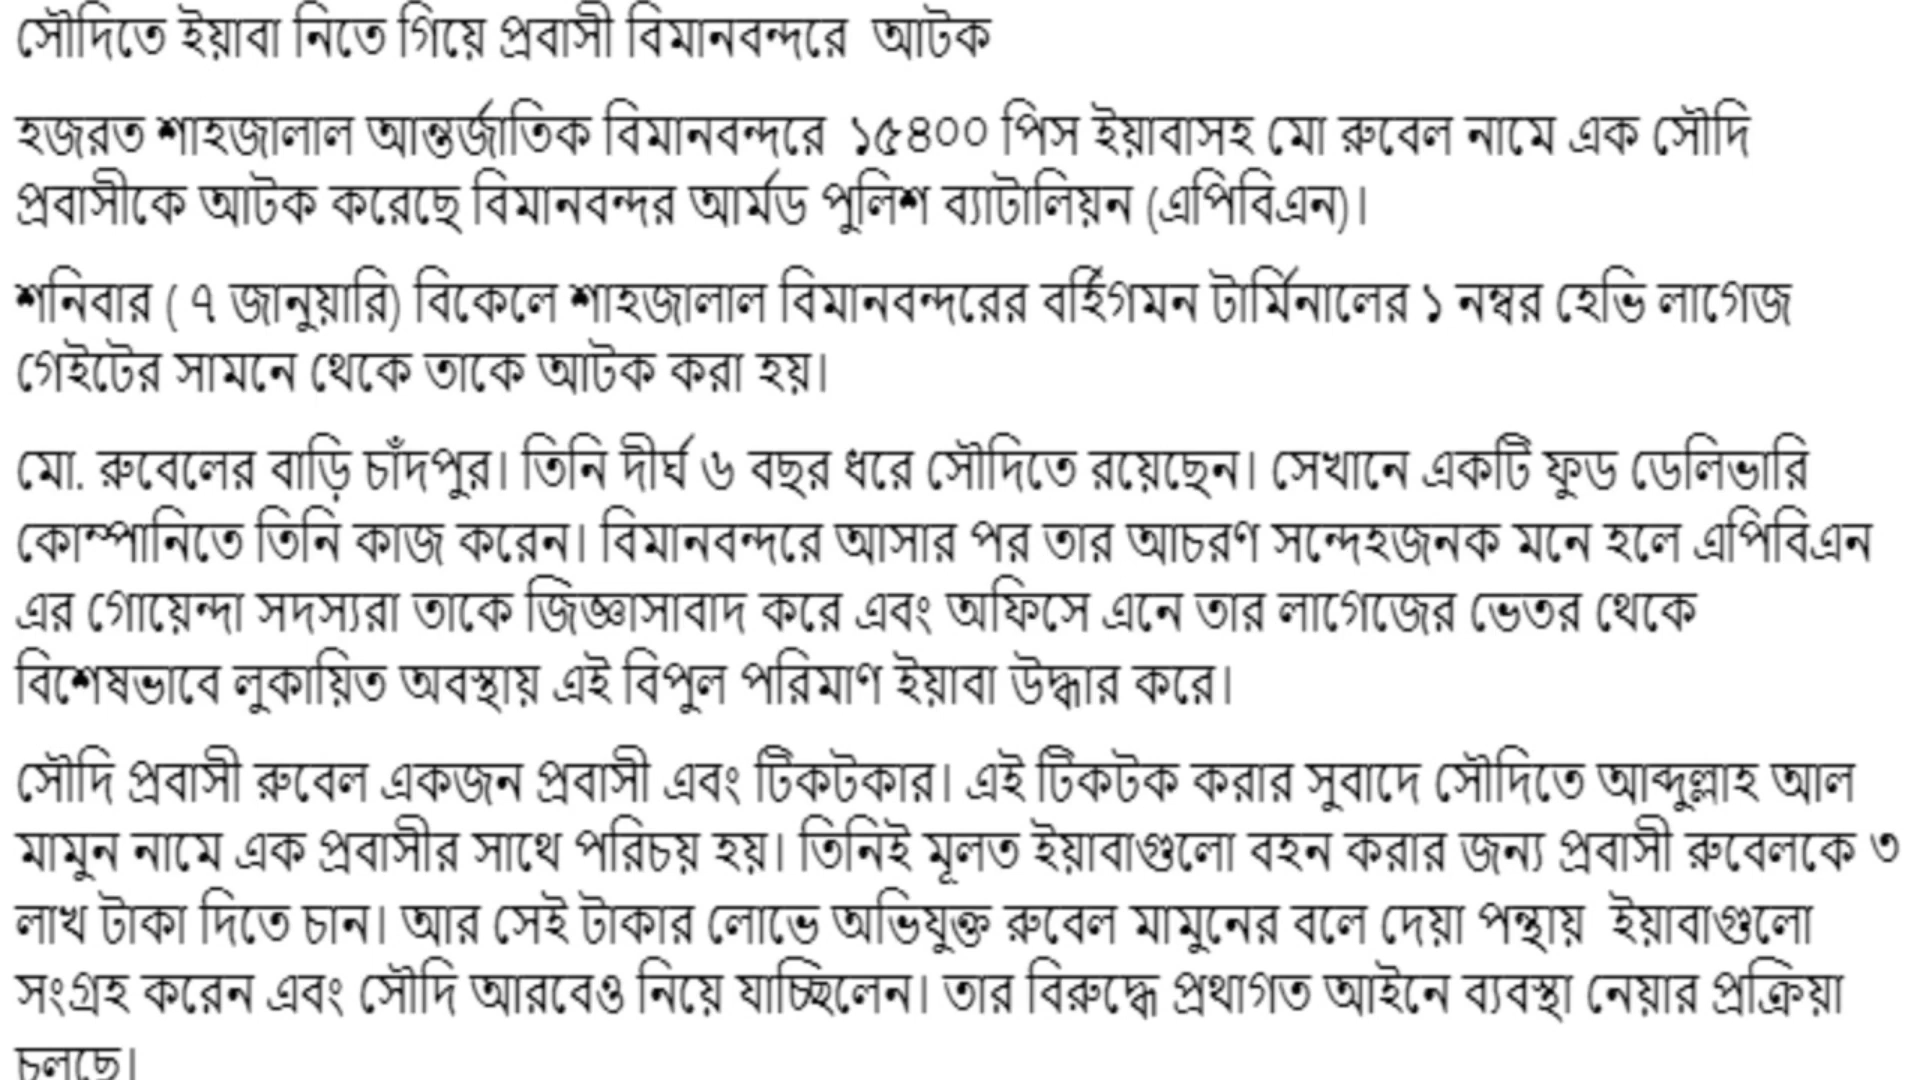 সৌদিতে ইয়াবা নিতে গিয়ে প্রবাসী বিমানবন্দরে আটক
হজরত শাহজালাল আন্তর্জাতিক বিমানবন্দরে ১৫৪০০ পিস ইয়াবাসহ মো রুবেল নামে এক সৌদি
প্রবাসীকে আটক করেছে বিমানবন্দর আর্মড পুলিশ ব্যাটালিয়ন (এপিবিএন)।
শনিবার ( ৭ জানুয়ারি) বিকেলে শাহজালাল বিমানবন্দরের বর্হিগমন টার্মিনালের ১ নম্বর হেভি লাগেজ
গেইটের সামনে থেকে তাকে আটক করা হয়।
মো. রুবেলের বাড়ি চাঁদপুর। তিনি দীর্ঘ ৬ বছর ধরে সৌদিতে রয়েছেন। সেখানে একটি ফুড ডেলিভারি
কোম্পানিতে তিনি কাজ করেন। বিমানবন্দরে আসার পর তার আচরণ সন্দেহজনক মনে হলে এপিবিএন
এর গোয়েন্দা সদস্যরা তাকে জিজ্ঞাসাবাদ করে এবং অফিসে এনে তার লাগেজের ভেতর থেকে
বিশেষভাবে লুকায়িত অবস্থায় এই বিপুল পরিমাণ ইয়াবা উদ্ধার করে।
সৌদি প্রবাসী রুবেল একজন প্রবাসী এবং টিকটকার। এই টিকটক করার সুবাদে সৌদিতে আব্দুল্লাহ আল
মামুন নামে এক প্রবাসীর সাথে পরিচয় হয়। তিনিই মূলত ইয়াবাগুলো বহন করার জন্য প্রবাসী রুবেলকে ৩
লাখ টাকা দিতে চান। আর সেই টাকার লোভে অভিযুক্ত রুবেল মামুনের বলে দেয়া পন্থায় ইয়াবাগুলো
সংগ্রহ করেন এবং সৌদি আরবেও নিয়ে যাচ্ছিলেন। তার বিরুদ্ধে প্রথাগত আইনে ব্যবস্থা নেয়ার প্রক্রিয়া
চলছে।